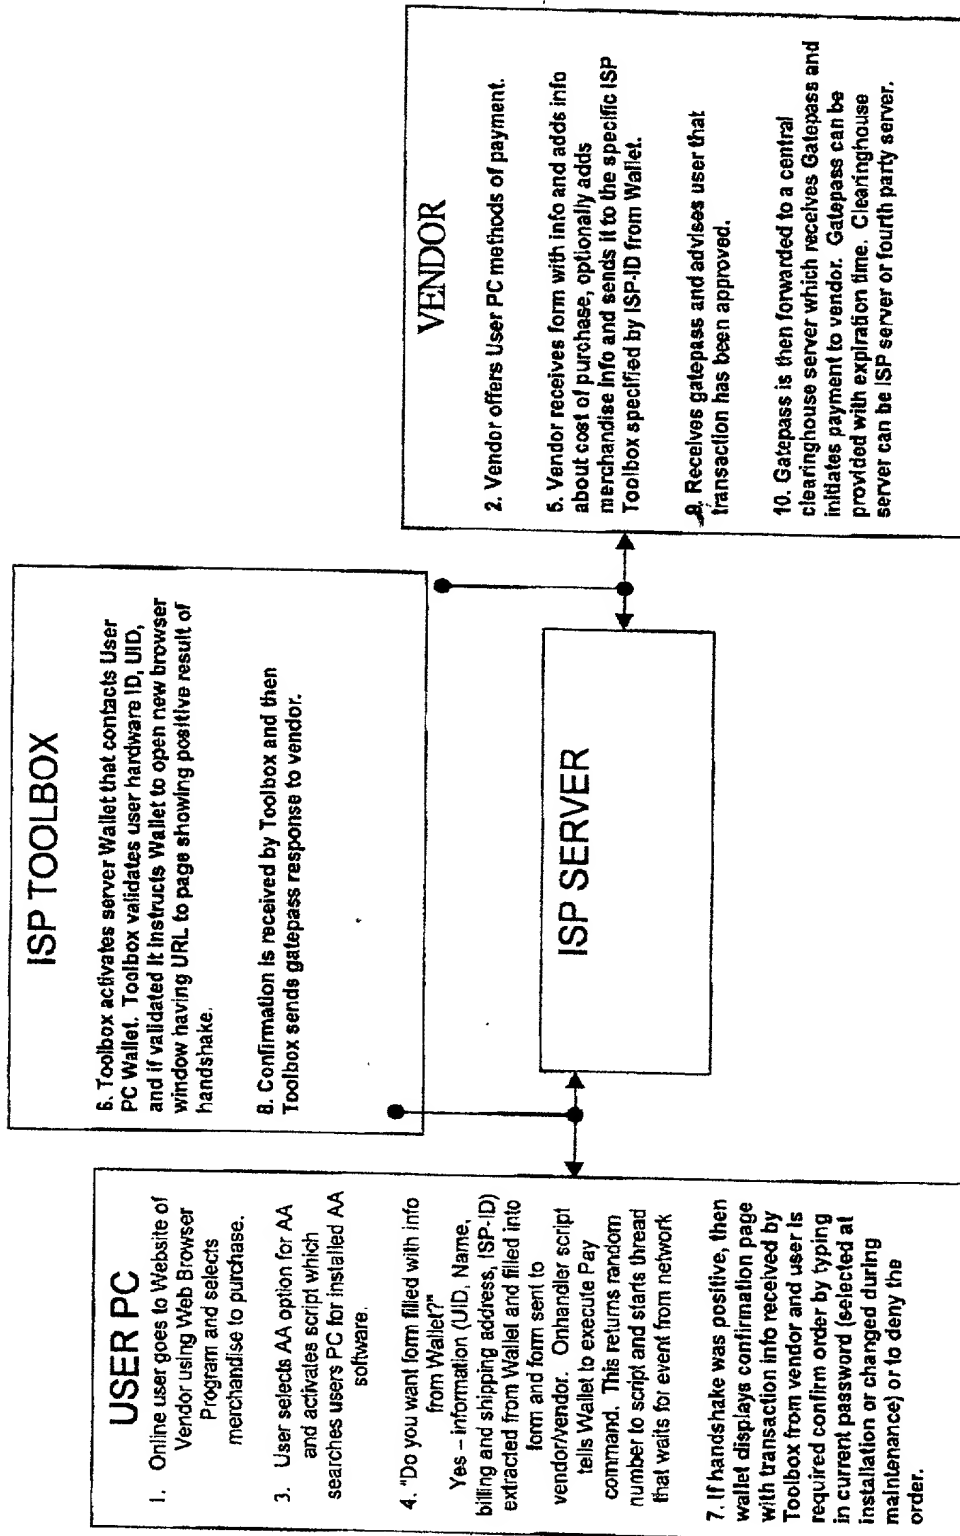 USER PC
1. Online user goes to Website of
Vendor using Web Browser
Program and selects
merchandise to purchase.
3. User selects AA option for AA
and activates script which
searches users PC for installed AA
software.
4. "Do you want form filled with info
from Wallet?"
Yes – information (UID, Name,
billing and shipping address, ISP-ID)
extracted from Wallet and filled into
form and form sent to
vendor/vendor. Onhandler script
tells Wallet to execute Pay
command. This returns random
number to script and starts thread
that waits for event from network
7. If handshake was positive, then
wallet displays confirmation page
with transaction info received by
Toolbox from vendor and user is
required confirm order by typing
in current password (selected at
installation or changed during
maintenance) or to deny the
order.
ISP TOOLBOX
6. Toolbox activates server Wallet that contacts User
PC Wallet. Toolbox validates user hardware ID, UID,
and if validated it instructs Wallet to open new browser
window having URL to page showing positive result of
handshake.
8. Confirmation is received by Toolbox and then
Toolbox sends gatepass response to vendor.
ISP SERVER
VENDOR
2. Vendor offers User PC methods of payment.
5. Vendor receives form with info and adds info
about cost of purchase, optionally adds
merchandise info and sends it to the specific ISP
Toolbox specified by ISP-ID from Wallet.
9. Receives gatepass and advises user that
transaction has been approved.
10. Gatepass is then forwarded to a central
clearinghouse server which receives Gatepass and
initiates payment to vendor. Gatepass can be
provided with expiration time. Clearinghouse
server can be ISP server or fourth party server.